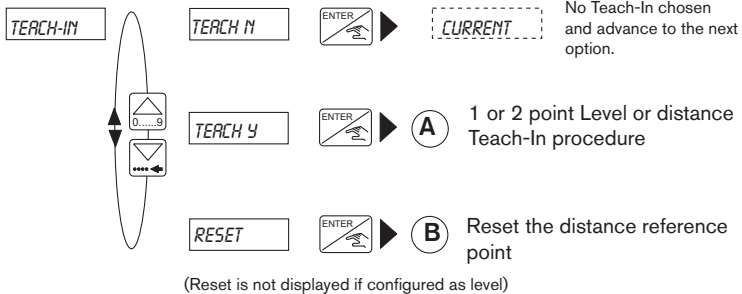 TEACH-IN
TEACH N
ENTER
CURRENT
No Teach-In chosen
and advance to the next
option.
0......9
TEACH Y
ENTER
A
1 or 2 point Level or distance
Teach-In procedure
RESET
ENTER
B
Reset the distance reference
point
(Reset is not displayed if configured as level)